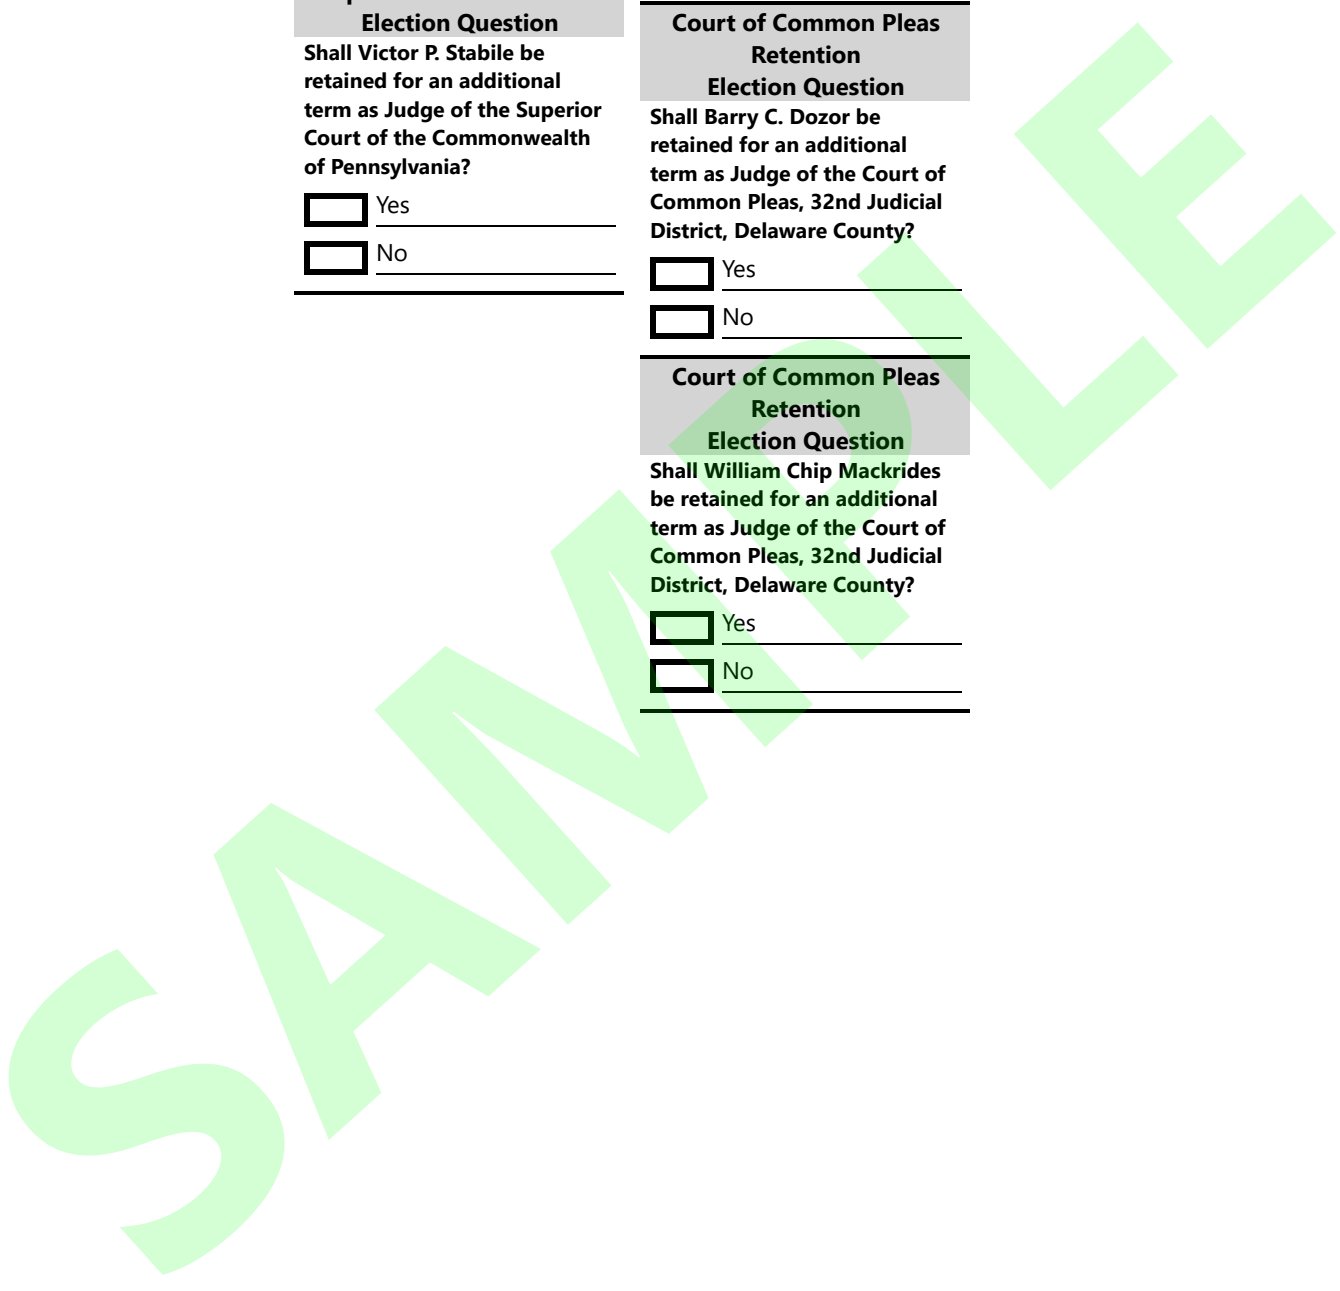 Election Question
Shall Victor P. Stabile be
retained for an additional
term as Judge of the Superior
Court of the Commonwealth
of Pennsylvania?
Yes
No
Court of Common Pleas
Retention
Election Question
Shall Barry C. Dozor be
retained for an additional
term as Judge of the Court of
Common Pleas, 32nd Judicial
District, Delaware County?
Yes
No
Court of Common Pleas
Retention
Election Question
Shall William Chip Mackrides
be retained for an additional
term as Judge of the Court of
Common Pleas, 32nd Judicial
District, Delaware County?
Yes
No
SAMPLE